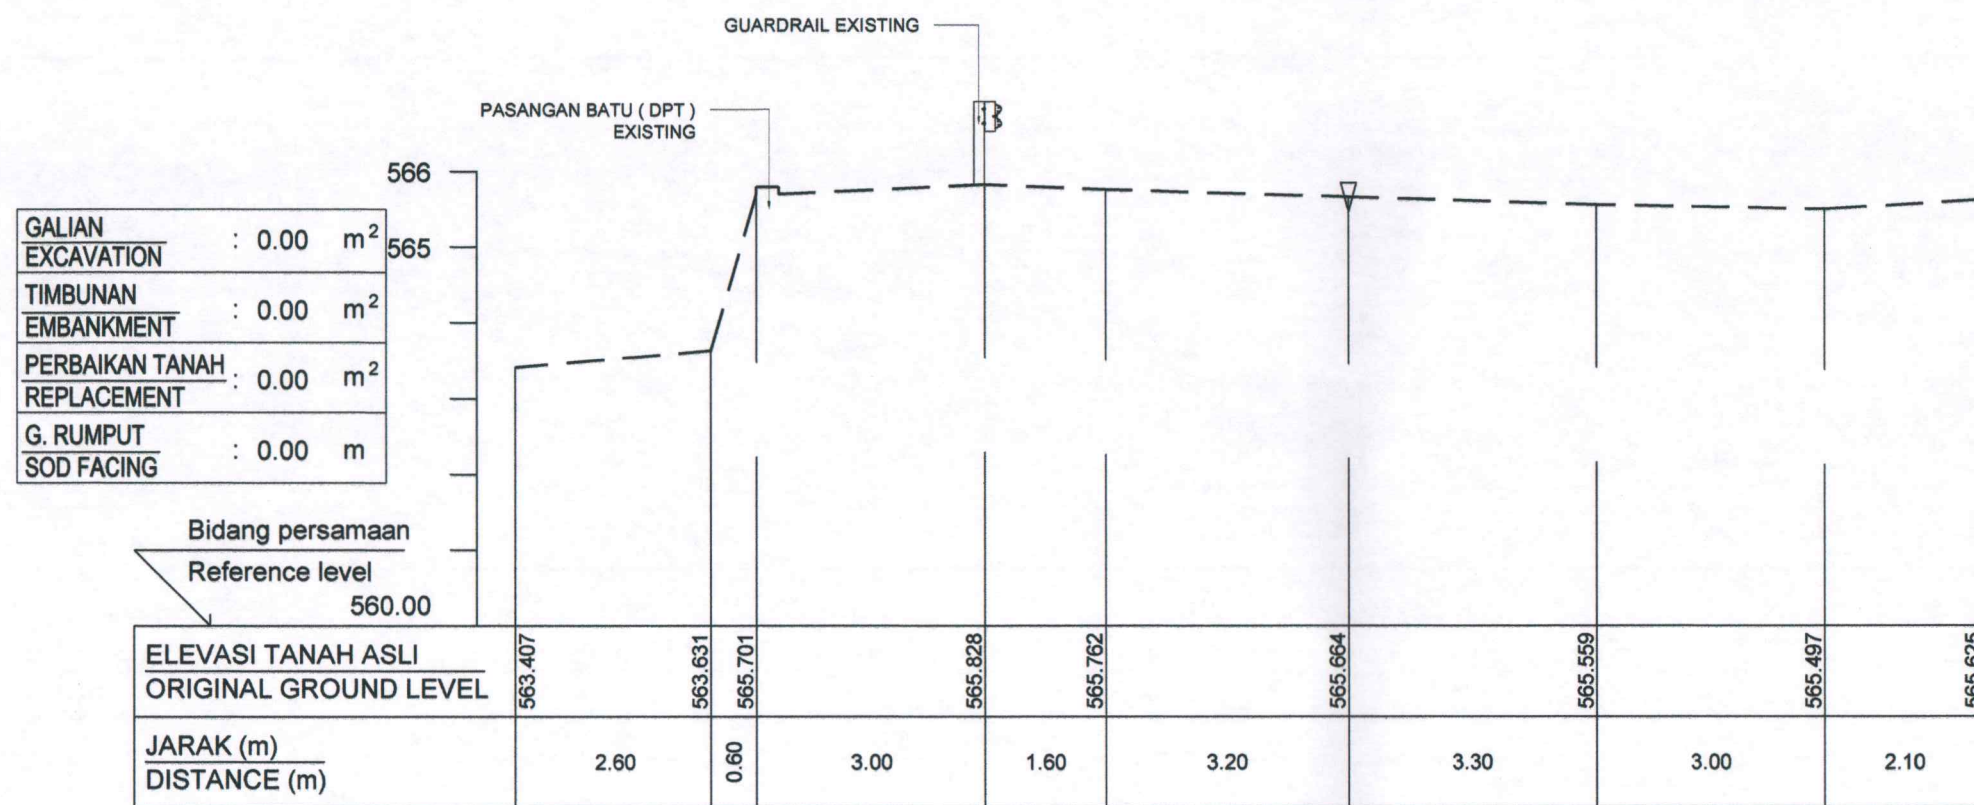 GUARDRAIL EXISTING
PASANGAN BATU ( DPT )
EXISTING
566
565
GALIAN
EXCAVATION : 0.00 m²
TIMBUNAN
EMBANKMENT : 0.00 m²
PERBAIKAN TANAH
REPLACEMENT : 0.00 m²
G. RUMPUT
SOD FACING : 0.00 m
Bidang persamaan
Reference level
560.00
ELEVASI TANAH ASLI
ORIGINAL GROUND LEVEL
563.407 563.631 565.701 565.828 565.762 565.664 565.559 565.497 565.625
JARAK (m)
DISTANCE (m)
2.60 0.60 3.00 1.60 3.20 3.30 3.00 2.10